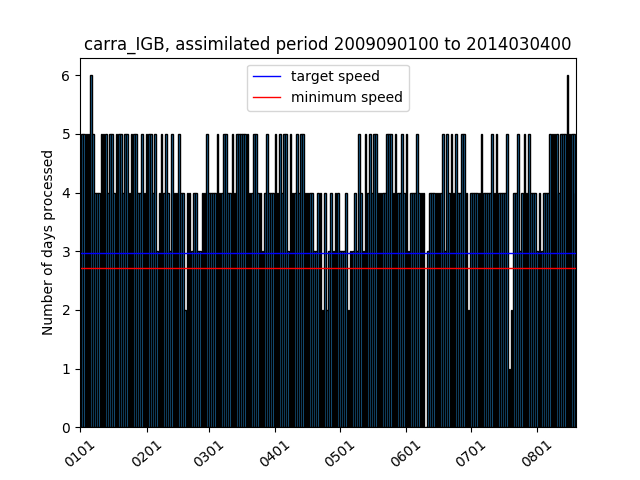 carra_IGB, assimilated period 2009090100 to 2014030400
target speed
minimum speed
Number of days processed
6
5
4
3
2
1
0
0101 0201 0301 0401 0501 0601 0701 0801